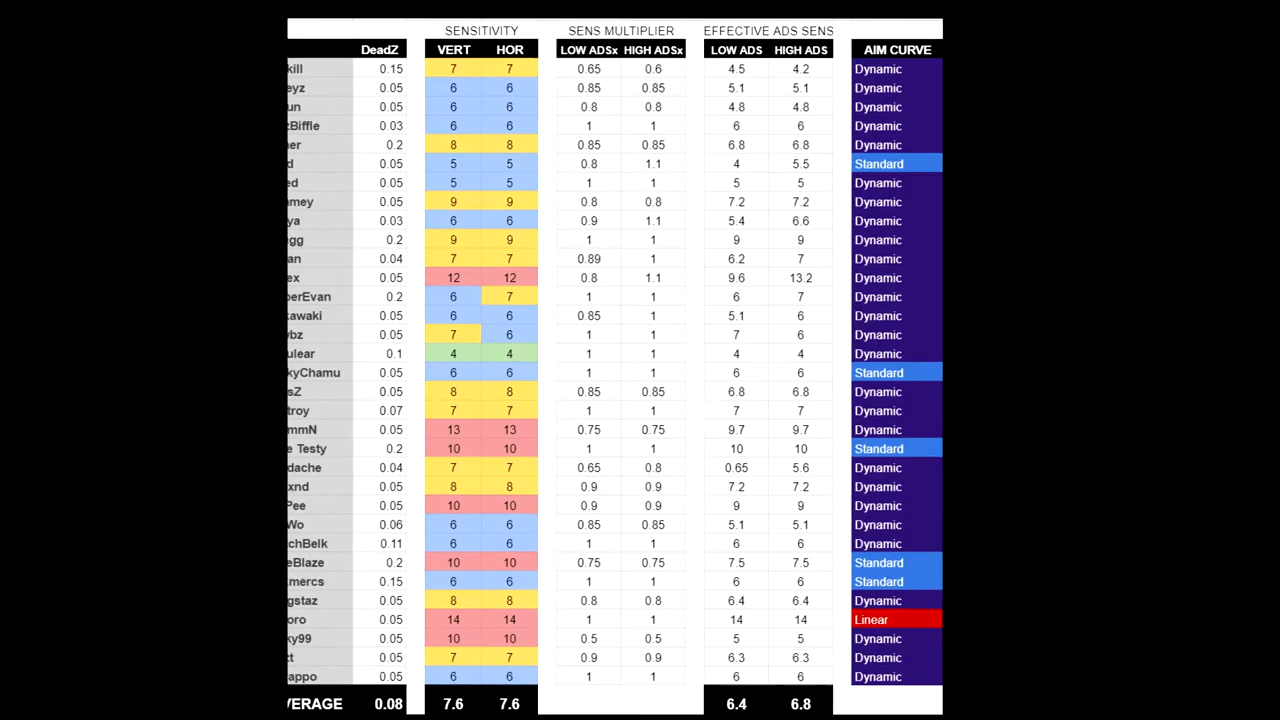 SENSITIVITY SENS MULTIPLIER EFFECTIVE ADS SENS
DeadZ VERT HOR LOW ADSx HIGH ADSx LOW ADS HIGH ADS AIM CURVE
kill 0.15 7 7 0.65 0.6 4.5 4.2 Dynamic
eyz 0.05 6 6 0.85 0.85 5.1 5.1 Dynamic
un 0.05 6 6 0.8 0.8 4.8 4.8 Dynamic
zBiffle 0.03 6 6 1 1 6 6 Dynamic
ner 0.2 8 8 0.85 0.85 6.8 6.8 Dynamic
d 0.05 5 5 0.8 1.1 4 5.5 Standard
ed 0.05 5 5 1 1 5 5 Dynamic
nmey 0.05 9 9 0.8 0.8 7.2 7.2 Dynamic
ya 0.03 6 6 0.9 1.1 5.4 6.6 Dynamic
gg 0.2 9 9 1 1 9 9 Dynamic
an 0.04 7 7 0.89 1 6.2 7 Dynamic
ex 0.05 12 12 0.8 1.1 9.6 13.2 Dynamic
perEvan 0.2 6 7 1 1 6 7 Dynamic
kawaki 0.05 6 6 0.85 1 5.1 6 Dynamic
ybz 0.05 7 6 1 1 7 6 Dynamic
ulear 0.1 4 4 1 1 4 4 Dynamic
kyChamu 0.05 6 6 1 1 6 6 Standard
sZ 0.05 8 8 0.85 0.85 6.8 6.8 Dynamic
troy 0.07 7 7 1 1 7 7 Dynamic
mmN 0.05 13 13 0.75 0.75 9.7 9.7 Dynamic
e Testy 0.2 10 10 1 1 10 10 Standard
dache 0.04 7 7 0.65 0.8 0.65 5.6 Dynamic
xnd 0.05 8 8 0.9 0.9 7.2 7.2 Dynamic
Pee 0.05 10 10 0.9 0.9 9 9 Dynamic
Wo 0.06 6 6 0.85 0.85 5.1 5.1 Dynamic
chBelk 0.11 6 6 1 1 6 6 Dynamic
eBlaze 0.2 10 10 0.75 0.75 7.5 7.5 Standard
mercs 0.15 6 6 1 1 6 6 Standard
gstaz 0.05 8 8 0.8 0.8 6.4 6.4 Dynamic
oro 0.05 14 14 1 1 14 14 Linear
ky99 0.05 10 10 0.5 0.5 5 5 Dynamic
t 0.05 7 7 0.9 0.9 6.3 6.3 Dynamic
appo 0.05 6 6 1 1 6 6 Dynamic
VERAGE 0.08 7.6 7.6 6.4 6.8